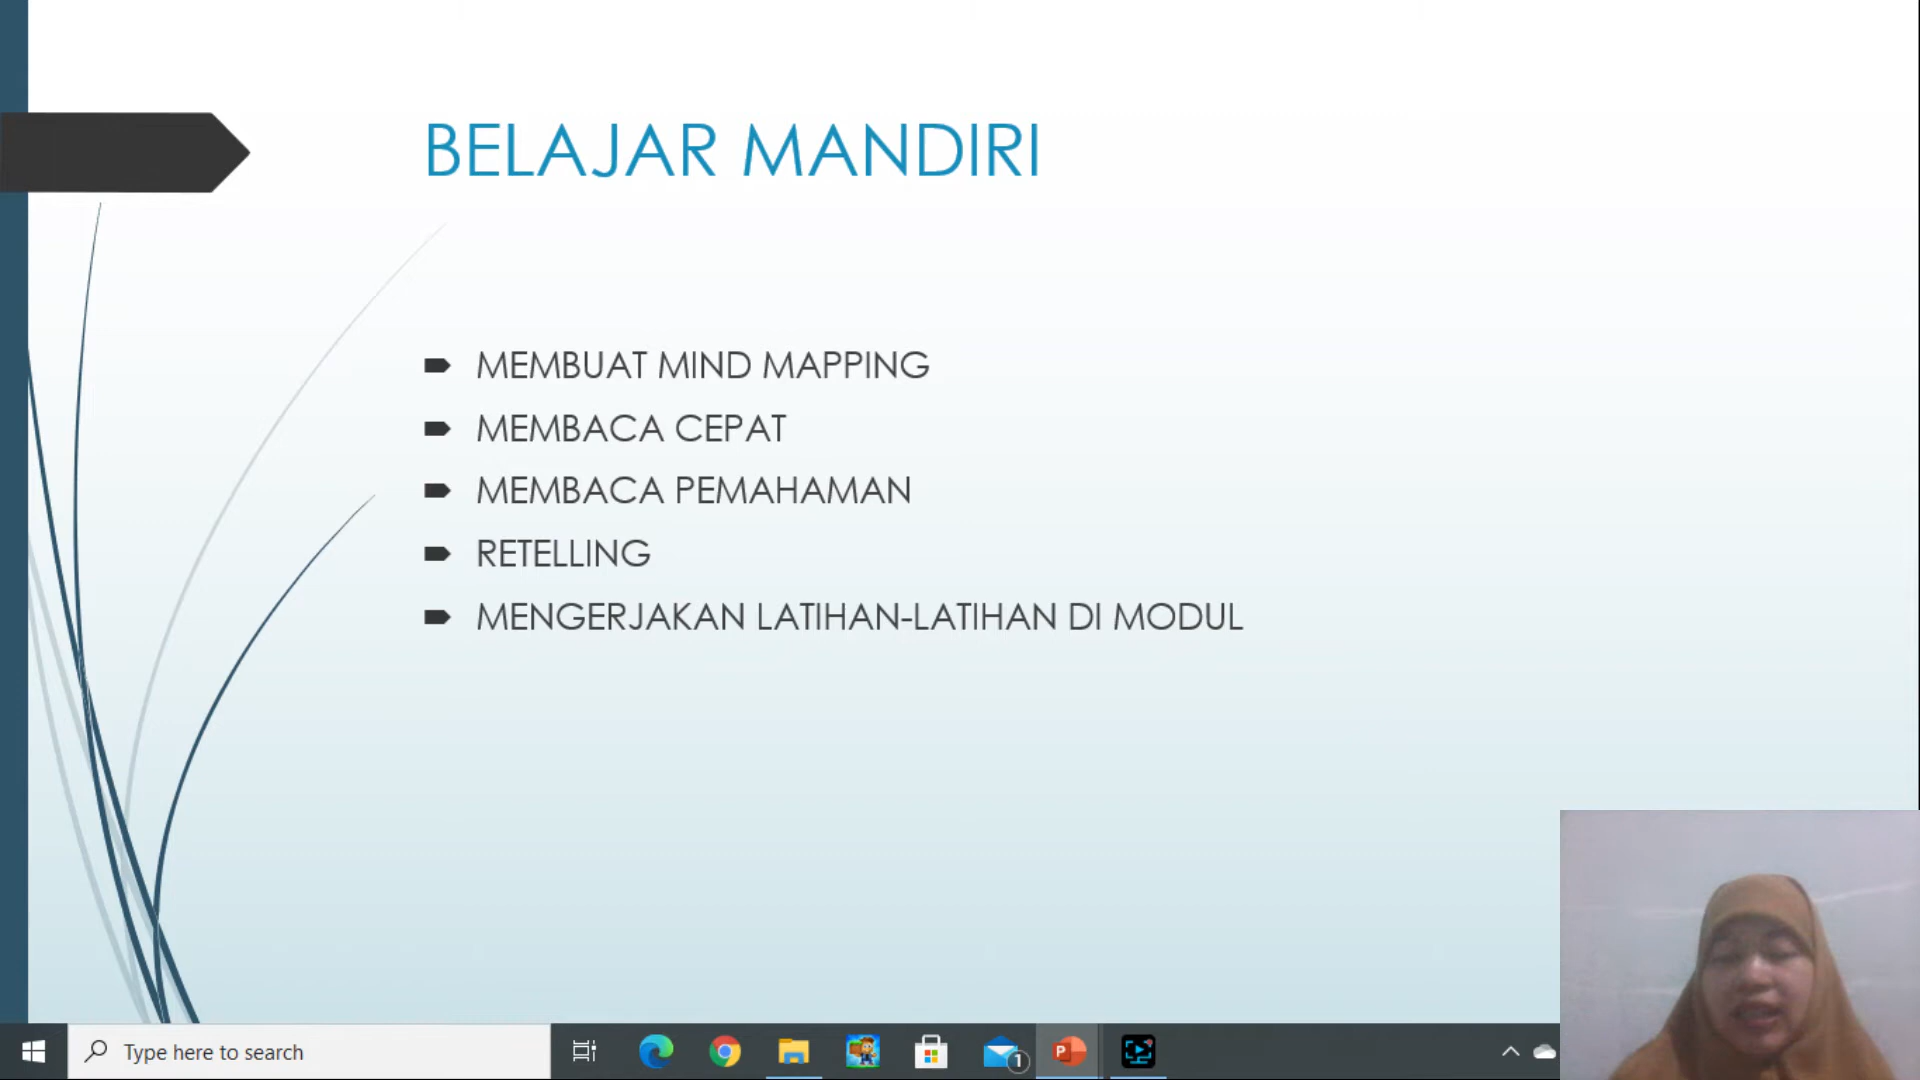 BELAJAR MANDIRI
MEMBUAT MIND MAPPING
MEMBACA CEPAT
MEMBACA PEMAHAMAN
RETELLING
MENGERJAKAN LATIHAN-LATIHAN DI MODUL
Type here to search
1